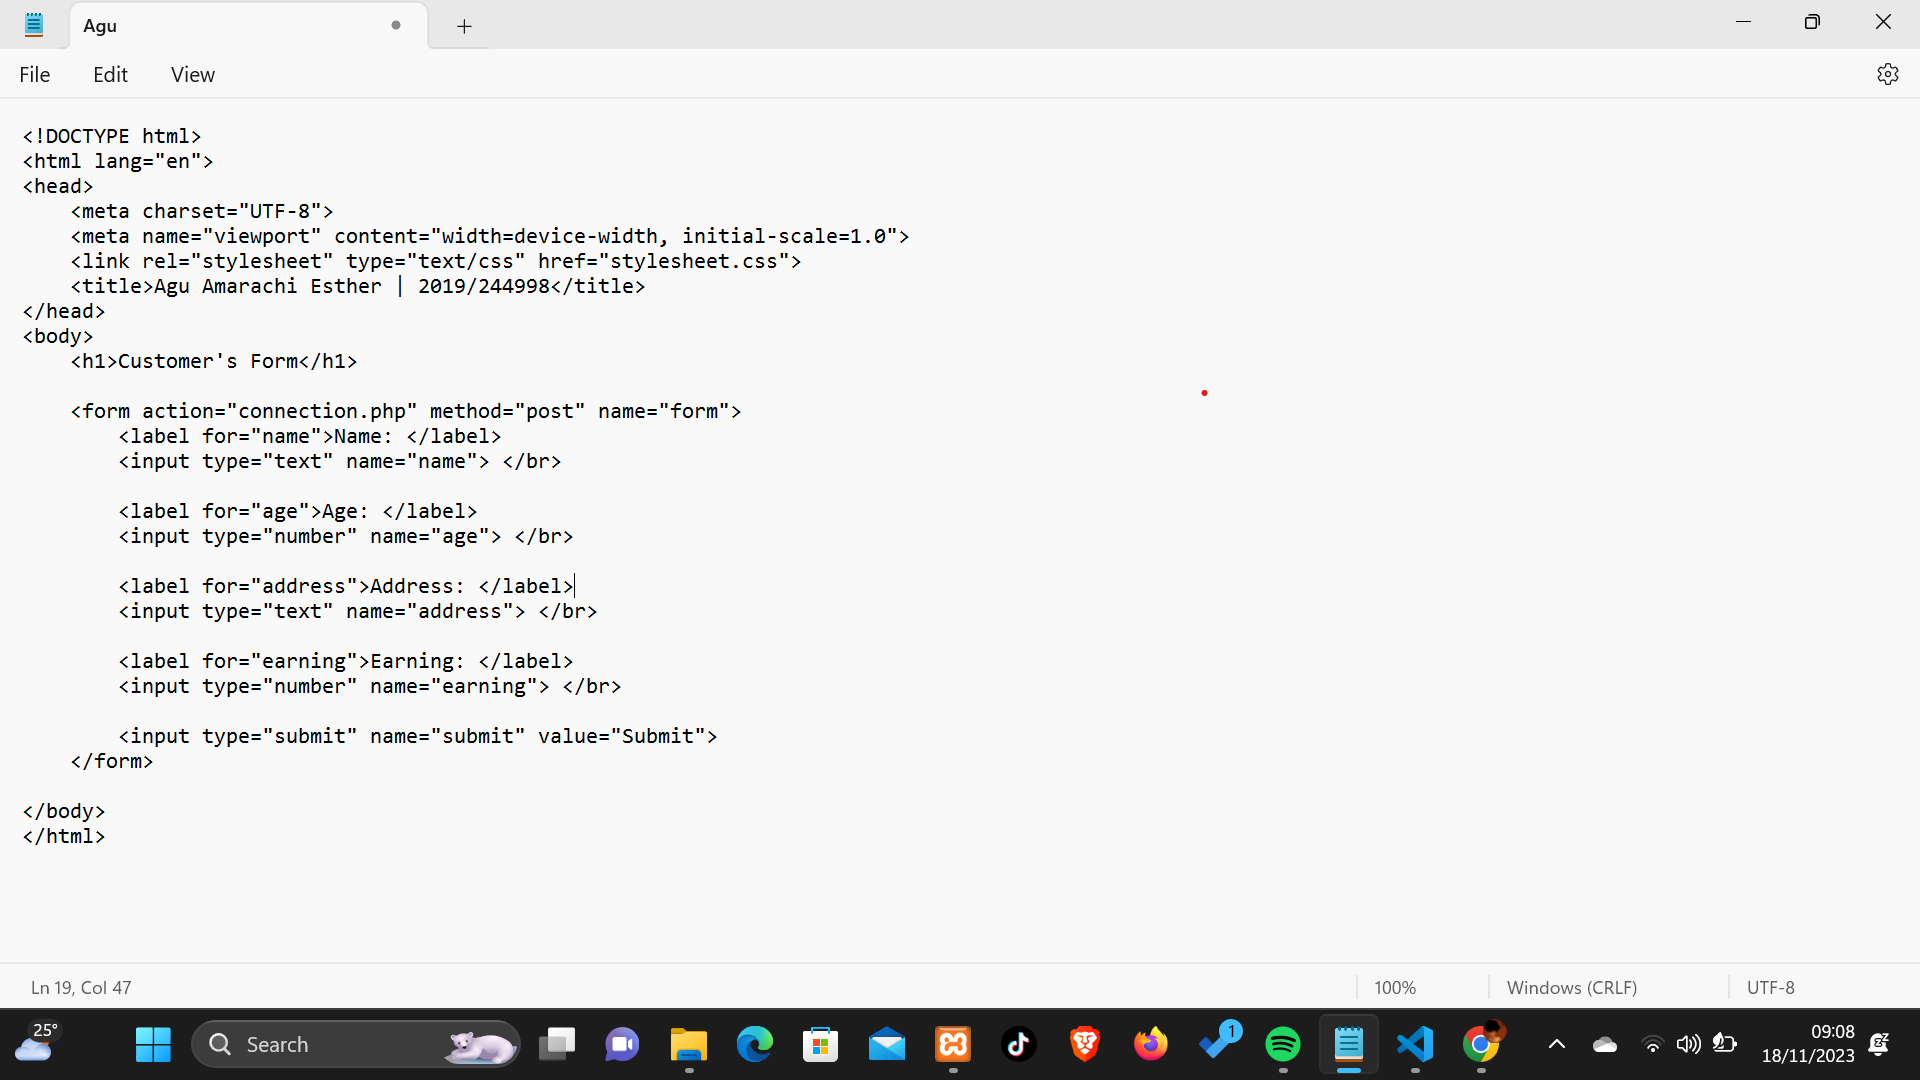 Agu
File Edit View
<!DOCTYPE html>
<html lang="en">
<head>
    <meta charset="UTF-8">
    <meta name="viewport" content="width=device-width, initial-scale=1.0">
    <link rel="stylesheet" type="text/css" href="stylesheet.css">
    <title>Agu Amarachi Esther | 2019/244998</title>
</head>
<body>
    <h1>Customer's Form</h1>

    <form action="connection.php" method="post" name="form">
        <label for="name">Name: </label>
        <input type="text" name="name"> </br>

        <label for="age">Age: </label>
        <input type="number" name="age"> </br>

        <label for="address">Address: </label>
        <input type="text" name="address"> </br>

        <label for="earning">Earning: </label>
        <input type="number" name="earning"> </br>

        <input type="submit" name="submit" value="Submit">
    </form>

</body>
</html>
Ln 19, Col 47 100% Windows (CRLF) UTF-8
25° Search 1 09:08
18/11/2023